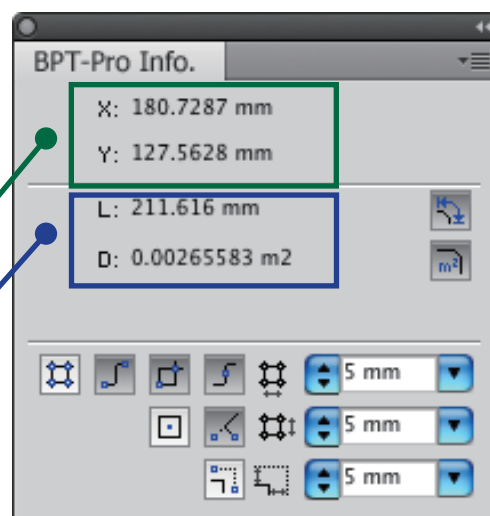 BPT-Pro Info.
X: 180.7287 mm
Y: 127.5628 mm
L: 211.616 mm
D: 0.00265583 m2
m²
5 mm
5 mm
5 mm